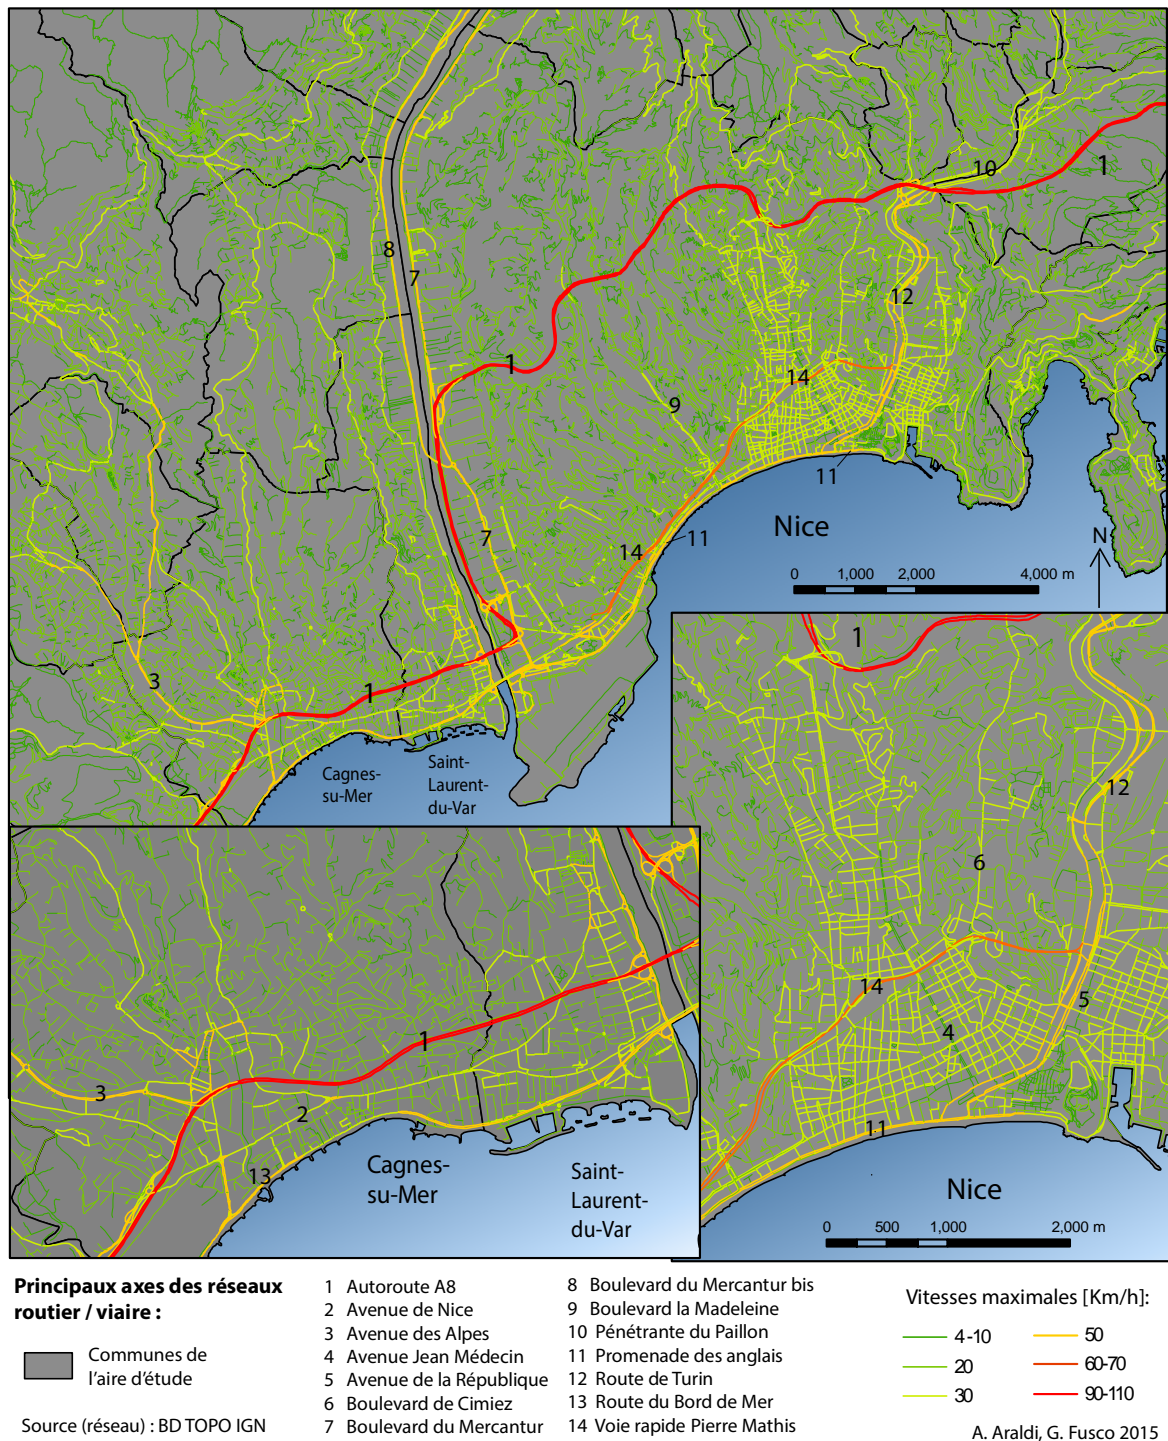 10
1
8
7
12
1
14
9
11
Nice
7
14
11
N
0 1,000 2,000 4,000 m
3
1
Cagnes-
su-Mer
Saint-
Laurent-
du-Var
1
12
6
14
5
4
11
Nice
0 500 1,000 2,000 m
1
3
2
13
Cagnes-
su-Mer
Saint-
Laurent-
du-Var
Principaux axes des réseaux
routier / viaire :
Communes de
l'aire d'étude
Source (réseau) : BD TOPO IGN
1 Autoroute A8
2 Avenue de Nice
3 Avenue des Alpes
4 Avenue Jean Médecin
5 Avenue de la République
6 Boulevard de Cimiez
7 Boulevard du Mercantur
8 Boulevard du Mercantur bis
9 Boulevard la Madeleine
10 Pénétrante du Paillon
11 Promenade des anglais
12 Route de Turin
13 Route du Bord de Mer
14 Voie rapide Pierre Mathis
Vitesses maximales [Km/h]:
4-10
20
30
50
60-70
90-110
A. Araldi, G. Fusco 2015